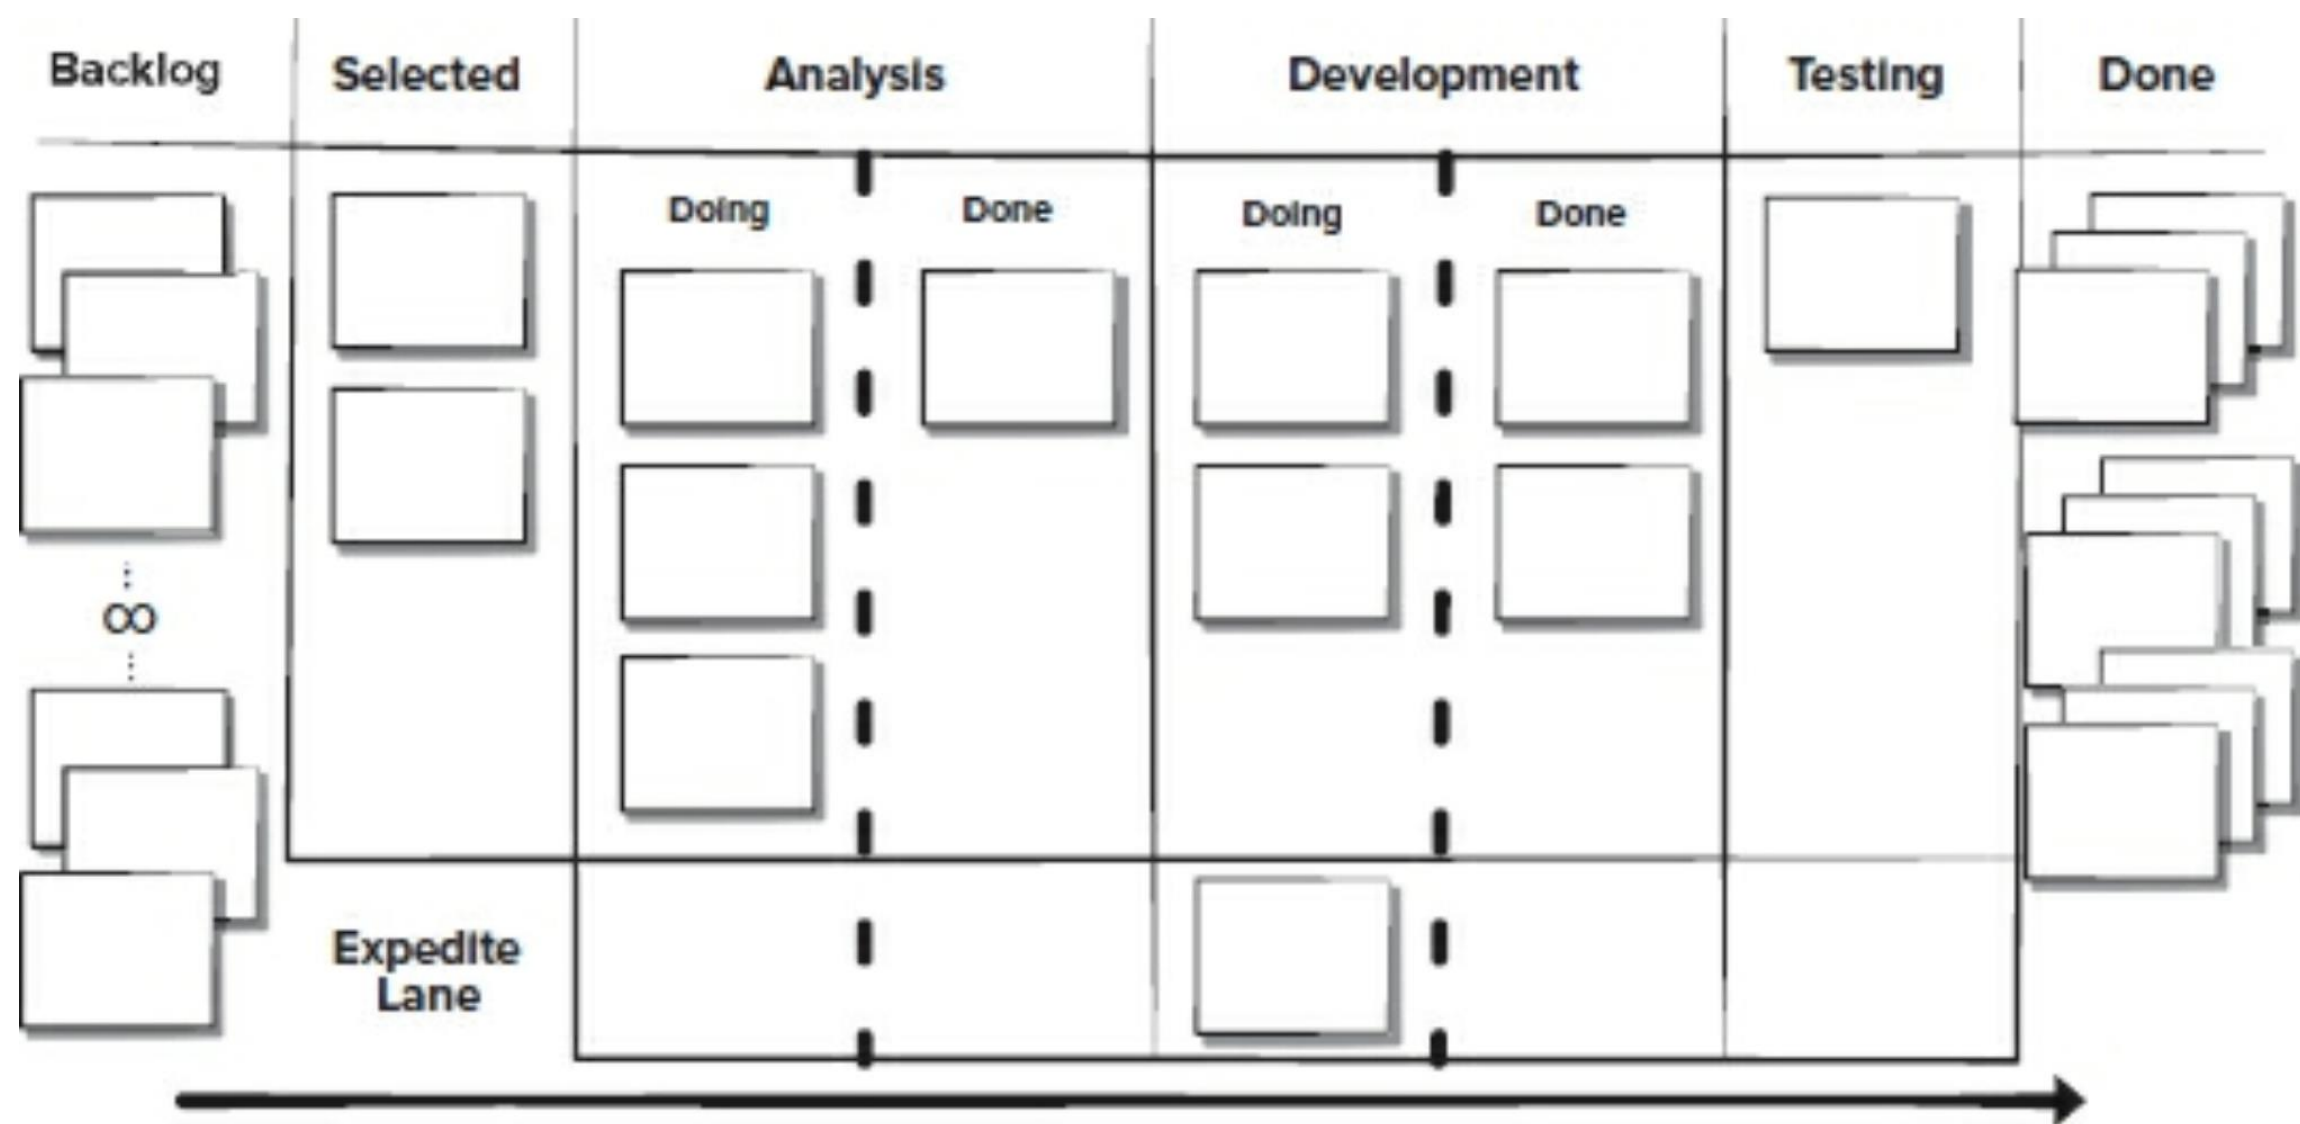 Backlog
Selected
Analysis
Development
Testing
Done
Doing
Done
Doing
Done
∞
Expedite
Lane